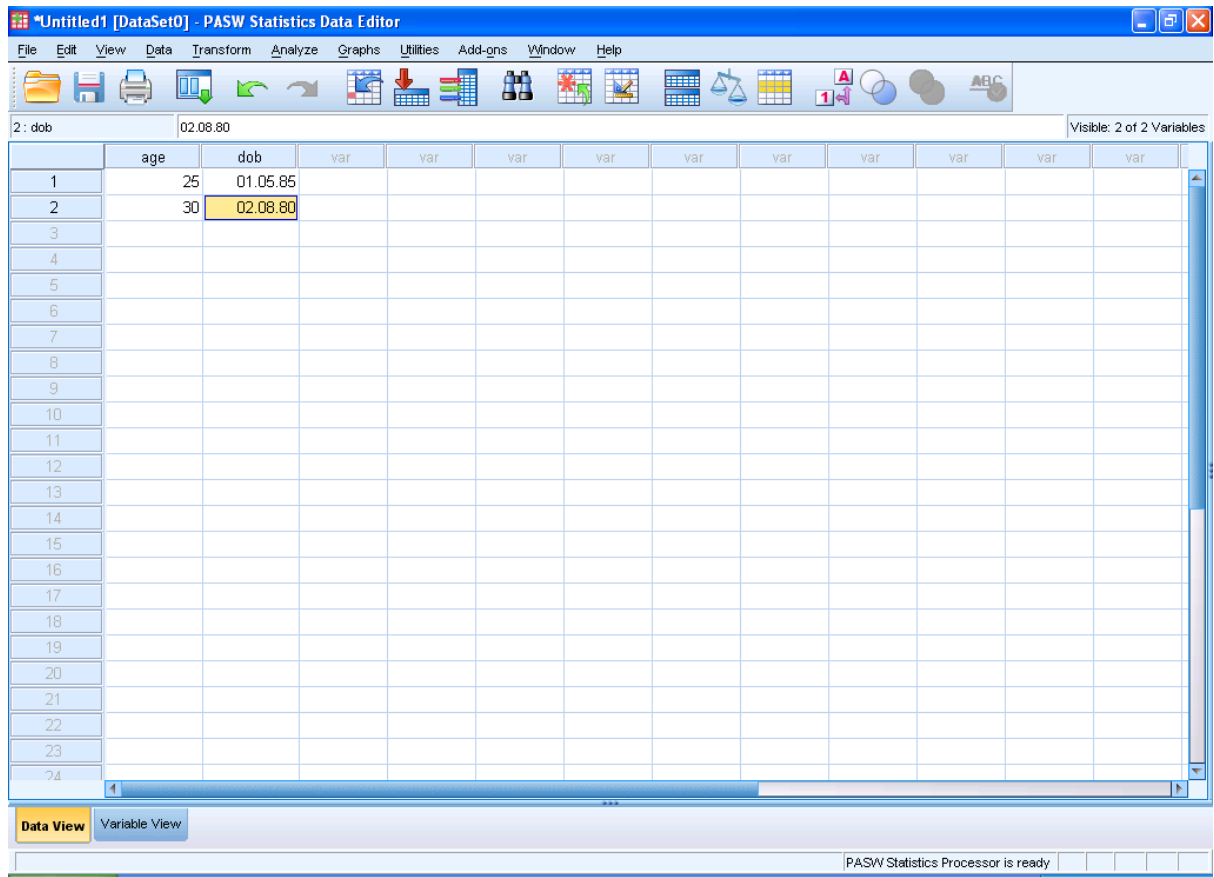 *Untitled1 [DataSet0] - PASW Statistics Data Editor
File Edit View Data Transform Analyze Graphs Utilities Add-ons Window Help
A
1
ABC
2 : dob 02.08.80 Visible: 2 of 2 Variables
age dob var var var var var var var var var var
1 25 01.05.85
2 30 02.08.80
3
4
5
6
7
8
9
10
11
12
13
14
15
16
17
18
19
20
21
22
23
24
Data View Variable View
PASW Statistics Processor is ready